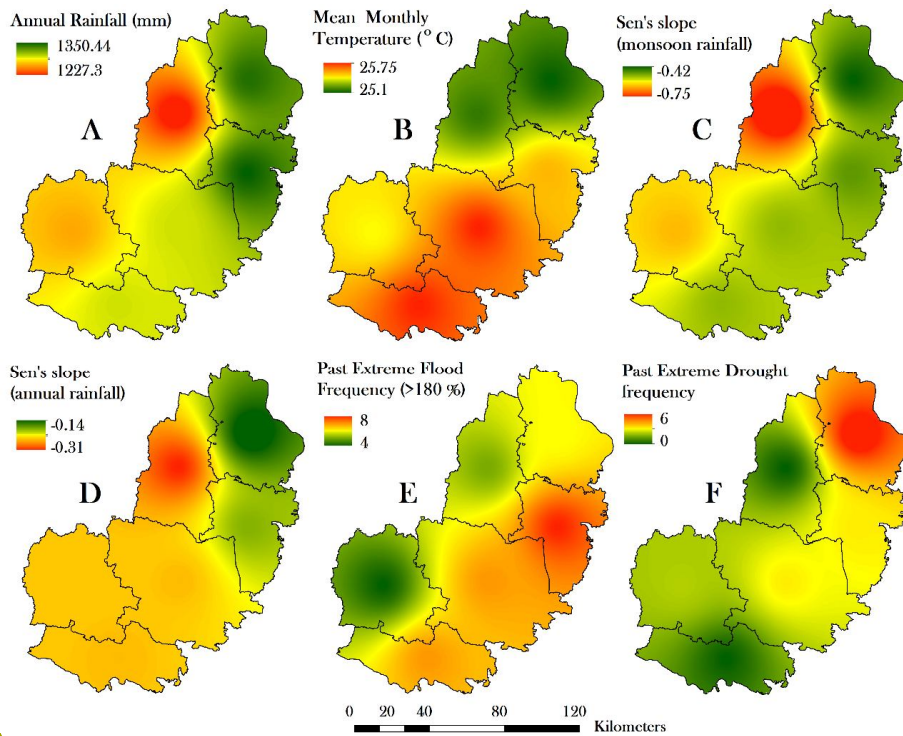 Annual Rainfall (mm)
1350.44
1227.3
A
Mean Monthly
Temperature (° C)
25.75
25.1
B
Sen's slope
(monsoon rainfall)
-0.42
-0.75
C
Sen's slope
(annual rainfall)
-0.14
-0.31
D
Past Extreme Flood
Frequency (>180 %)
8
4
E
Past Extreme Drought
frequency
6
0
F
0 20 40 80 120
Kilometers